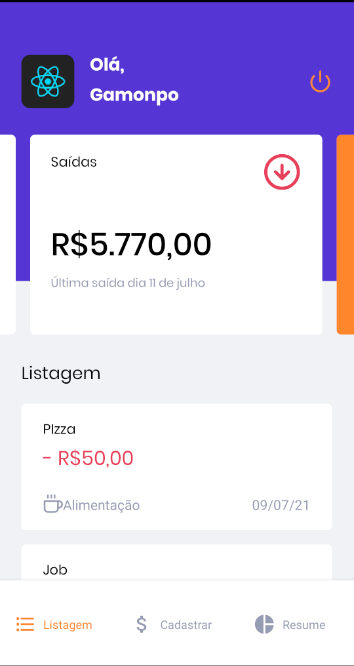 Olá,
Gamonpo
Saídas
R$5.770,00
Última saída dia 11 de julho
Listagem
PIzza
- R$50,00
Alimentação 09/07/21
Job
Listagem Cadastrar Resume